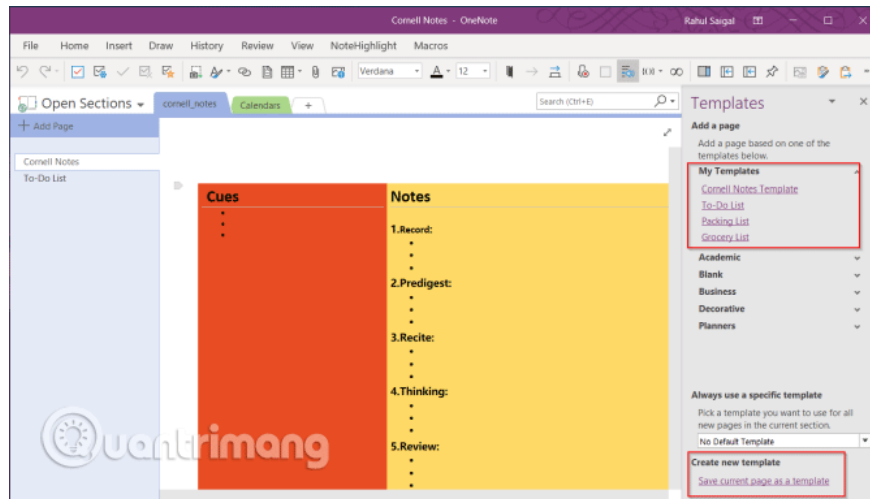 Cornell Notes - OneNote
Rahul Saigal
File Home Insert Draw History Review View NoteHighlight Macros
Verdana 12
Open Sections
cornell_notes
Calendars
+
Search (Ctrl+E)
+ Add Page
Cornell Notes
To-Do List
Cues
Notes
1.Record:
2.Predigest:
3.Recite:
4.Thinking:
5.Review:
Templates
Add a page
Add a page based on one of the
templates below.
My Templates
Cornell Notes Template
To-Do List
Packing List
Grocery List
Academic
Blank
Business
Decorative
Planners
Always use a specific template
Pick a template you want to use for all
new pages in the current section.
No Default Template
Create new template
Save current page as a template
Quantrimang